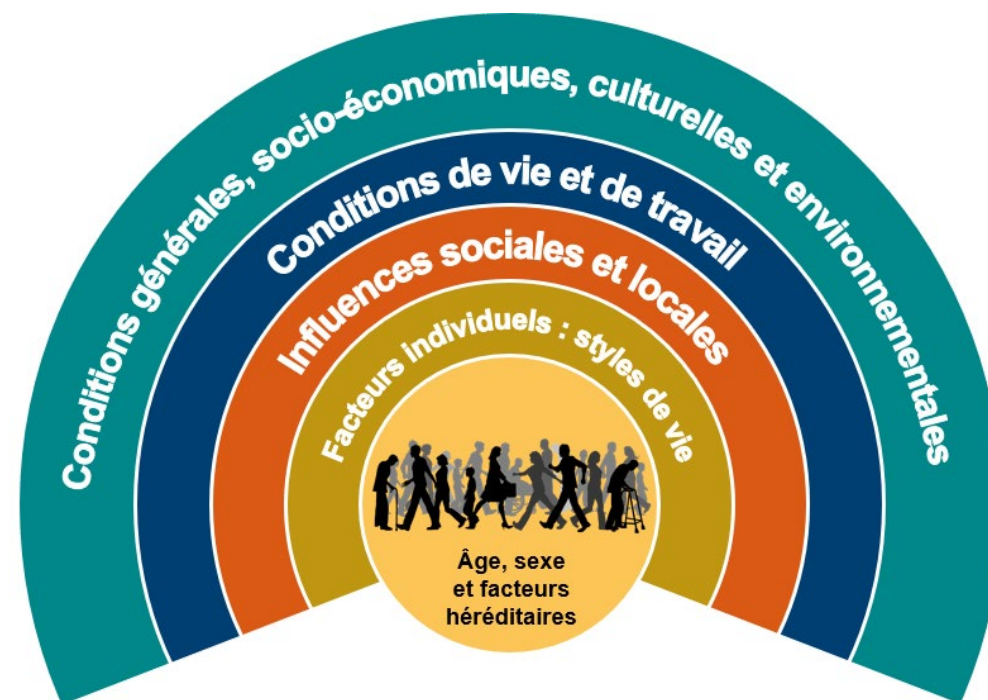 Conditions générales, socio-économiques, culturelles et environnementales
Conditions de vie et de travail
Influences sociales et locales
Facteurs individuels : styles de vie
Âge, sexe
et facteurs
héréditaires